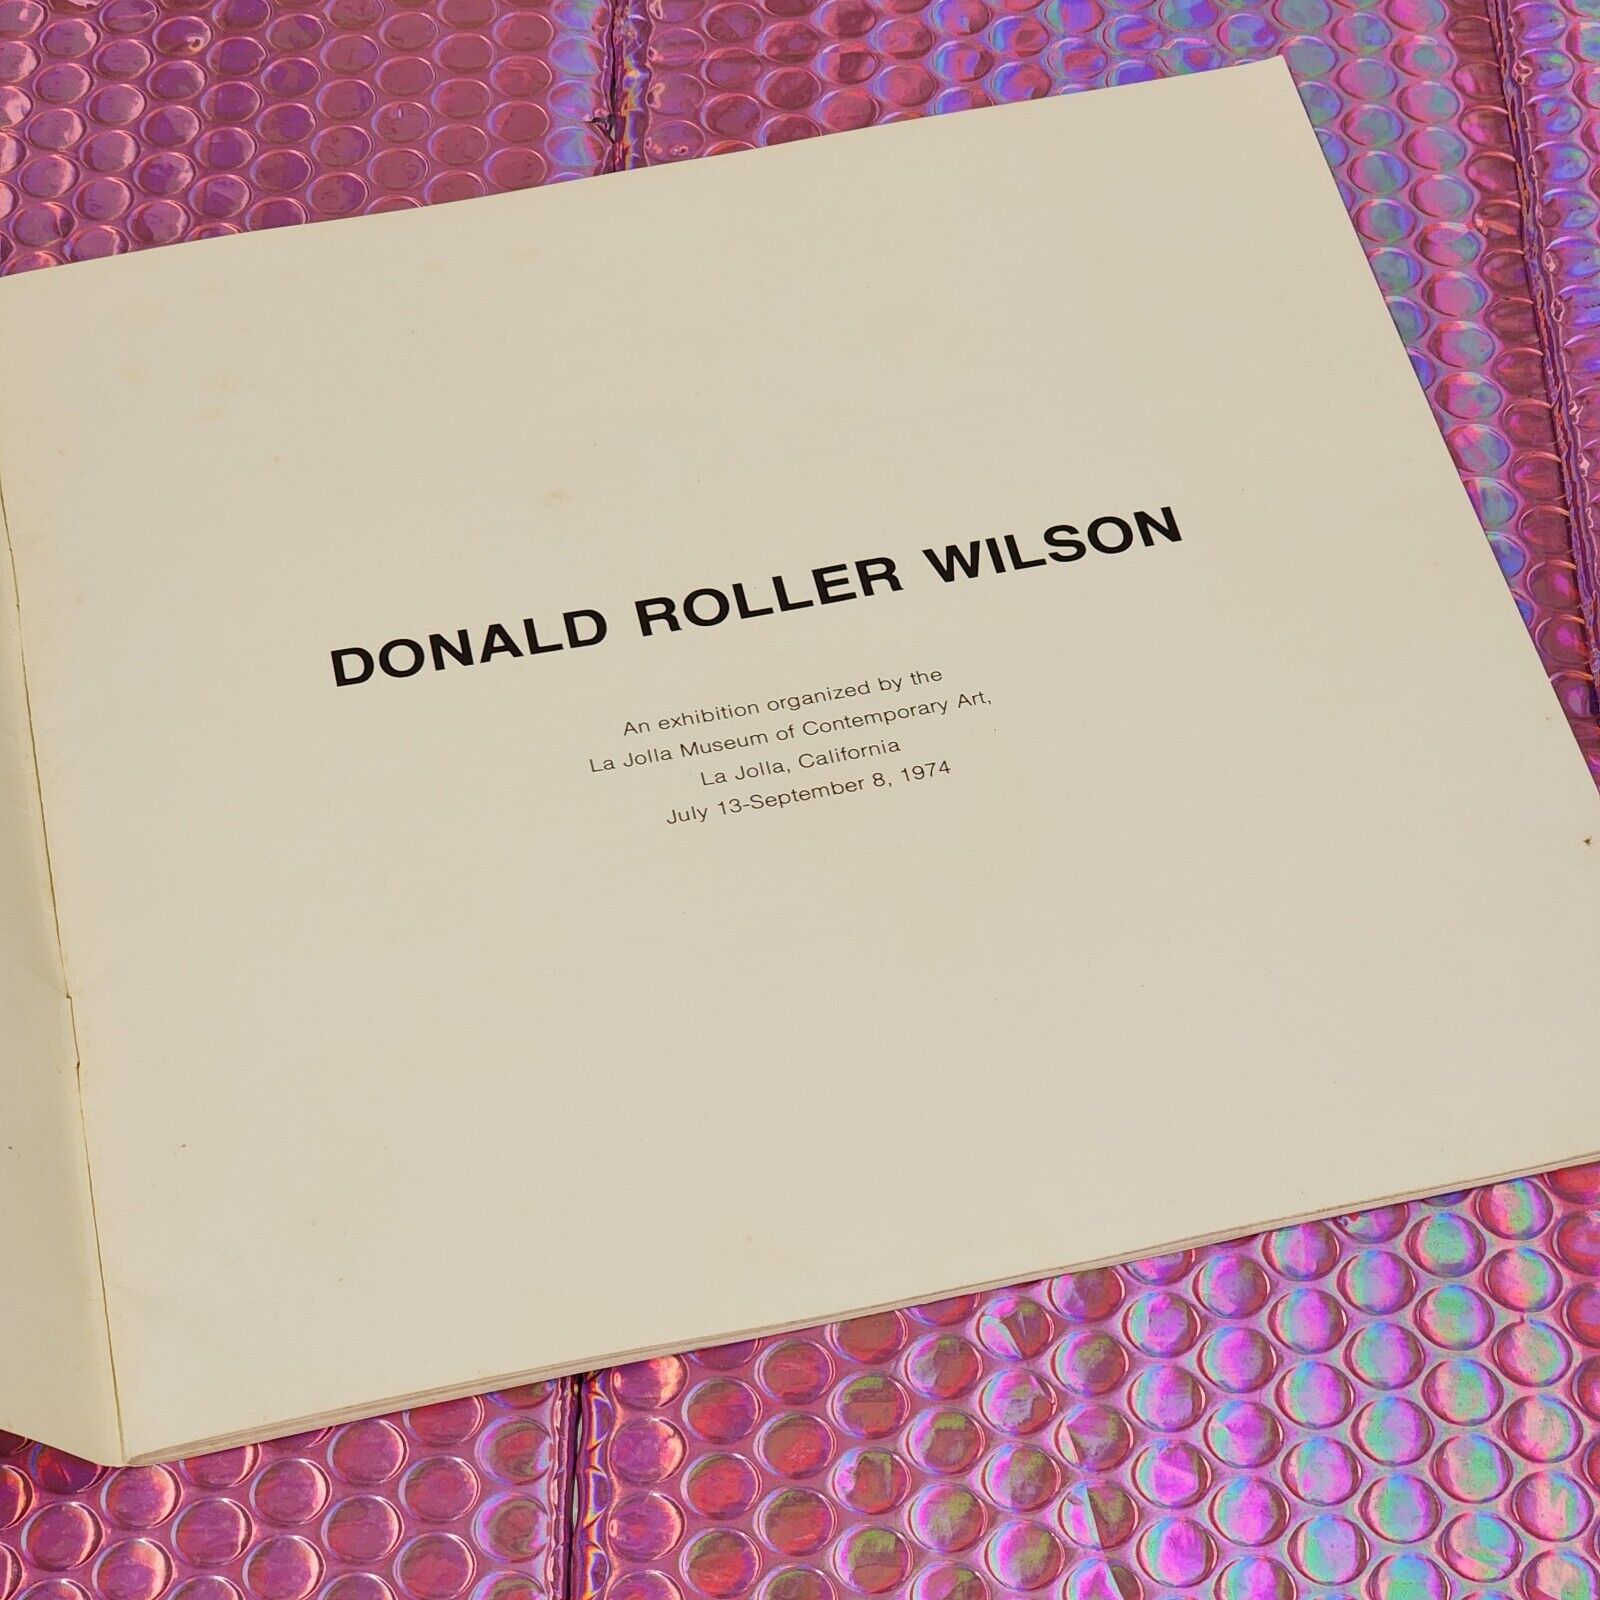 DONALD ROLLER WILSON
An exhibition organized by the
La Jolla Museum of Contemporary Art,
La Jolla, California
July 13-September 8, 1974